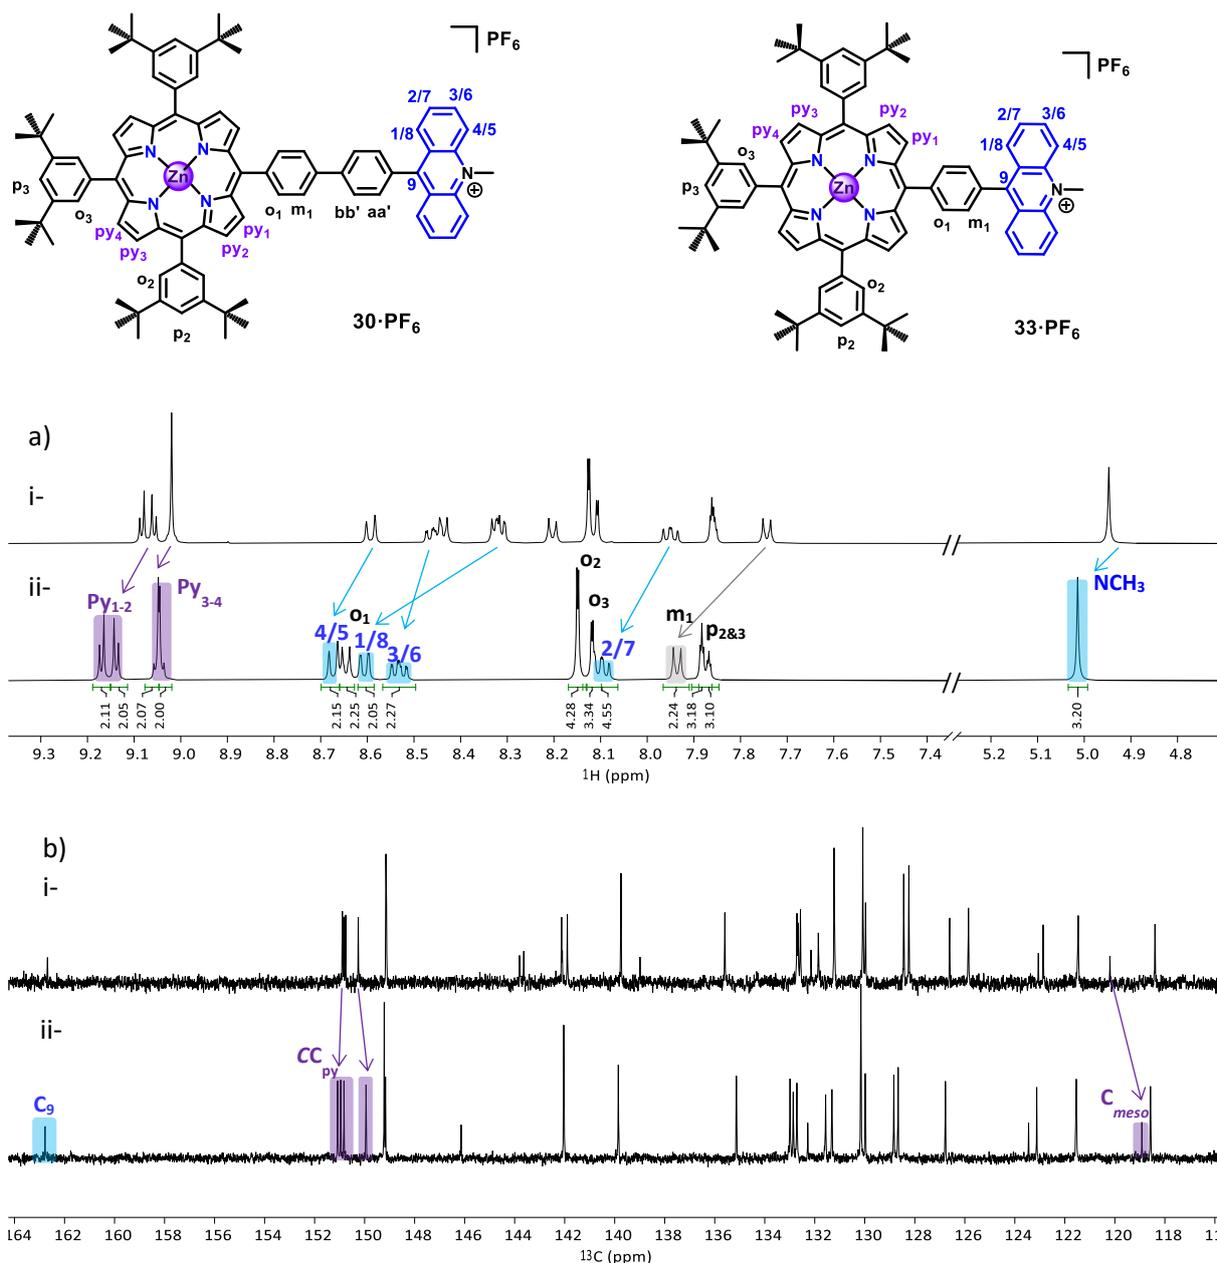 PF6
PF6
2/7 3/6
1/8 4/5
N N
Zn
N N
9 N
⊕
p3
o3
o1 m1 bb' aa'
py4
py3
py1
py2
o2
p2
30·PF6
py3 py2
py4 py1
2/7 3/6
1/8 4/5
o3
p3
N N
Zn
N N
9 N
⊕
o1 m1
o2
p2
33·PF6
a)
i-
ii-
Py1-2
Py3-4
4/5
o1
1/8
3/6
o2
o3
2/7
m1
p2&3
NCH3
2.11 2.05 2.07 2.00 2.15 2.25 2.05 2.27 4.28 3.34 4.55 2.24 3.18 3.10 3.20
9.3 9.2 9.1 9.0 8.9 8.8 8.7 8.6 8.5 8.4 8.3 8.2 8.1 8.0 7.9 7.8 7.7 7.6 7.5 7.4 5.2 5.1 5.0 4.9 4.8
1H (ppm)
b)
i-
ii-
C9
CCpy
Cmeso
162 160 158 156 154 152 150 148 146 144 142 140 138 136 134 132 130 128 126 124 122 120 118
13C (ppm)